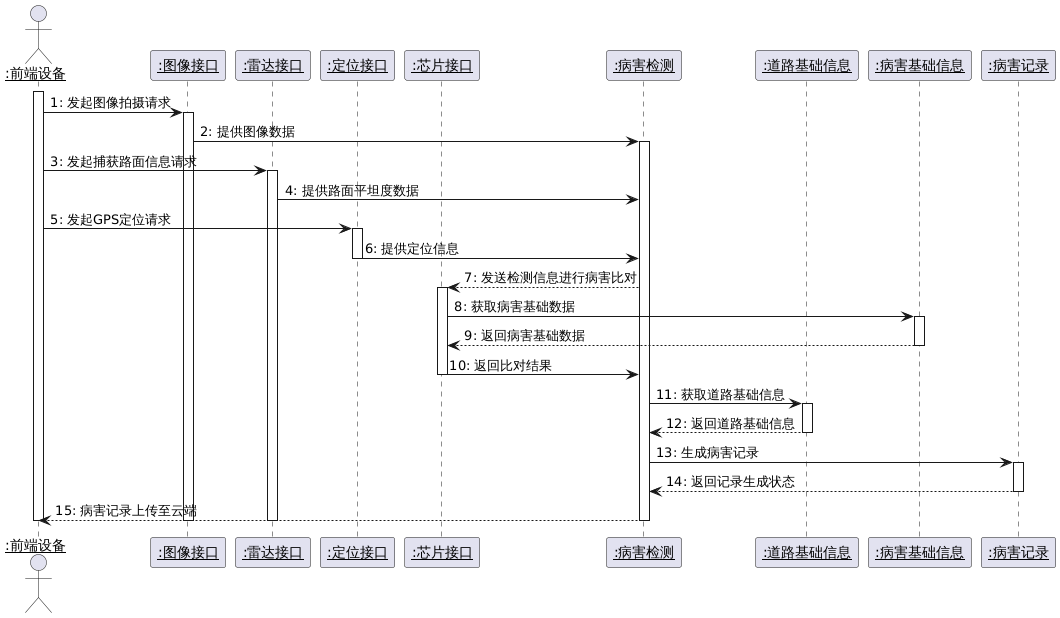 :前端设备
:图像接口
:雷达接口
:定位接口
:芯片接口
:病害检测
:道路基础信息
:病害基础信息
:病害记录
1: 发起图像拍摄请求
2: 提供图像数据
3: 发起捕获路面信息请求
4: 提供路面平坦度数据
5: 发起GPS定位请求
6: 提供定位信息
7: 发送检测信息进行病害比对
8: 获取病害基础数据
9: 返回病害基础数据
10: 返回比对结果
11: 获取道路基础信息
12: 返回道路基础信息
13: 生成病害记录
14: 返回记录生成状态
15: 病害记录上传至云端
:前端设备
:图像接口
:雷达接口
:定位接口
:芯片接口
:病害检测
:道路基础信息
:病害基础信息
:病害记录